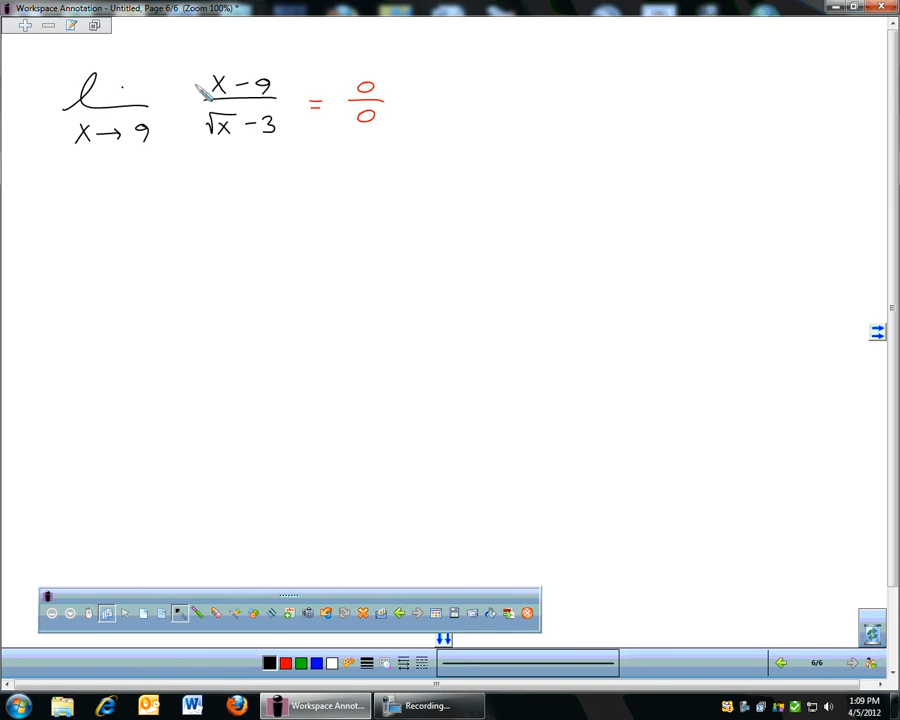 Workspace Annotation - Untitled, Page 6/6 (Zoom 100%) *
lim x→9 (x-9)/(√x-3) = 0/0
6/6
Workspace Annot...
Recording...
1:09 PM
4/5/2012